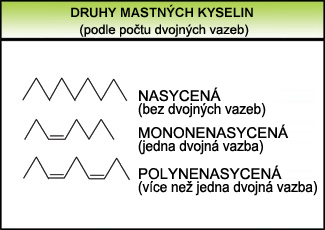 DRUHY MASTNÝCH KYSELIN
(podle počtu dvojných vazeb)
NASYCENÁ
(bez dvojných vazeb)
MONONENASYCENÁ
(jedna dvojná vazba)
POLYNENASYCENÁ
(více než jedna dvojná vazba)